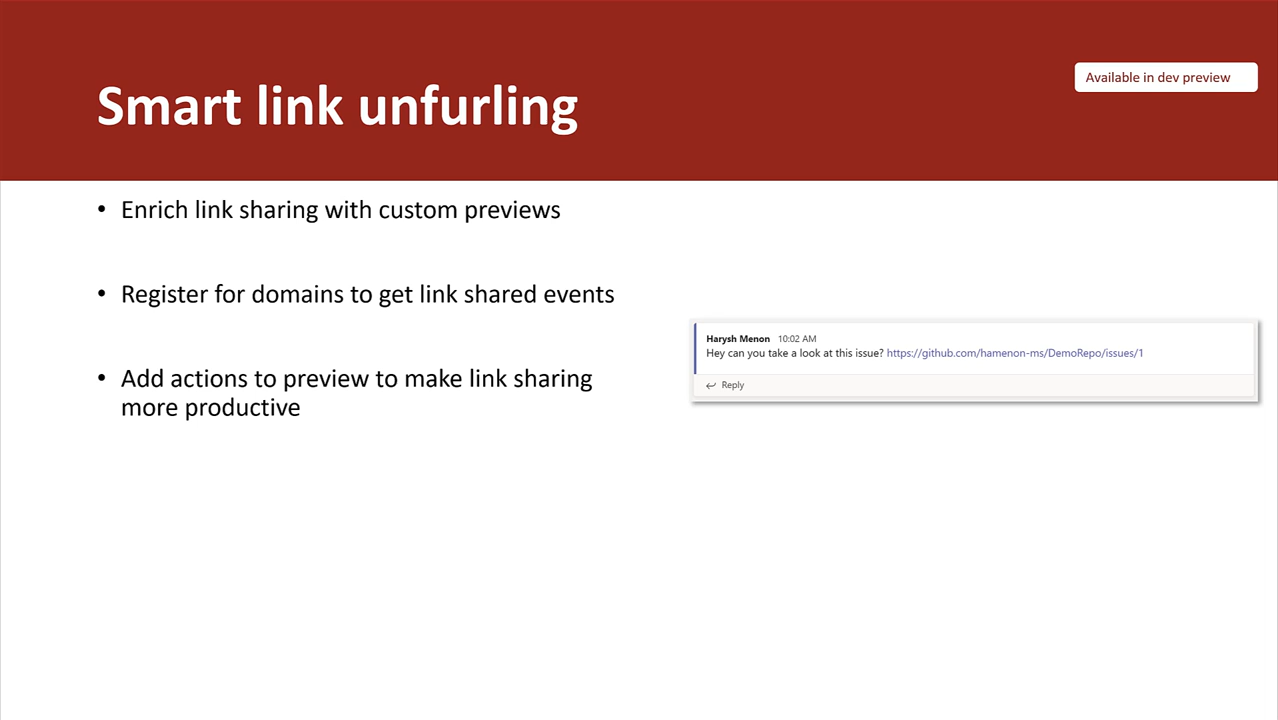 Smart link unfurling
Available in dev preview
• Enrich link sharing with custom previews
• Register for domains to get link shared events
• Add actions to preview to make link sharing
more productive
Harysh Menon 10:02 AM
Hey can you take a look at this issue? https://github.com/hamenon-ms/DemoRepo/issues/1
Reply